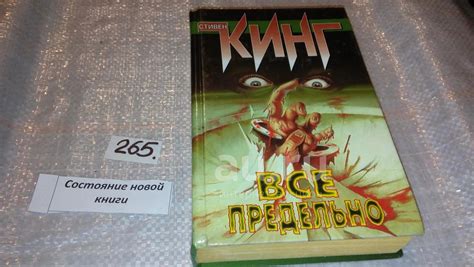 СТИВЕН
КИНГ
265.
Состояние новой
книги
ВСЕ
ПРЕДЕЛЬНО